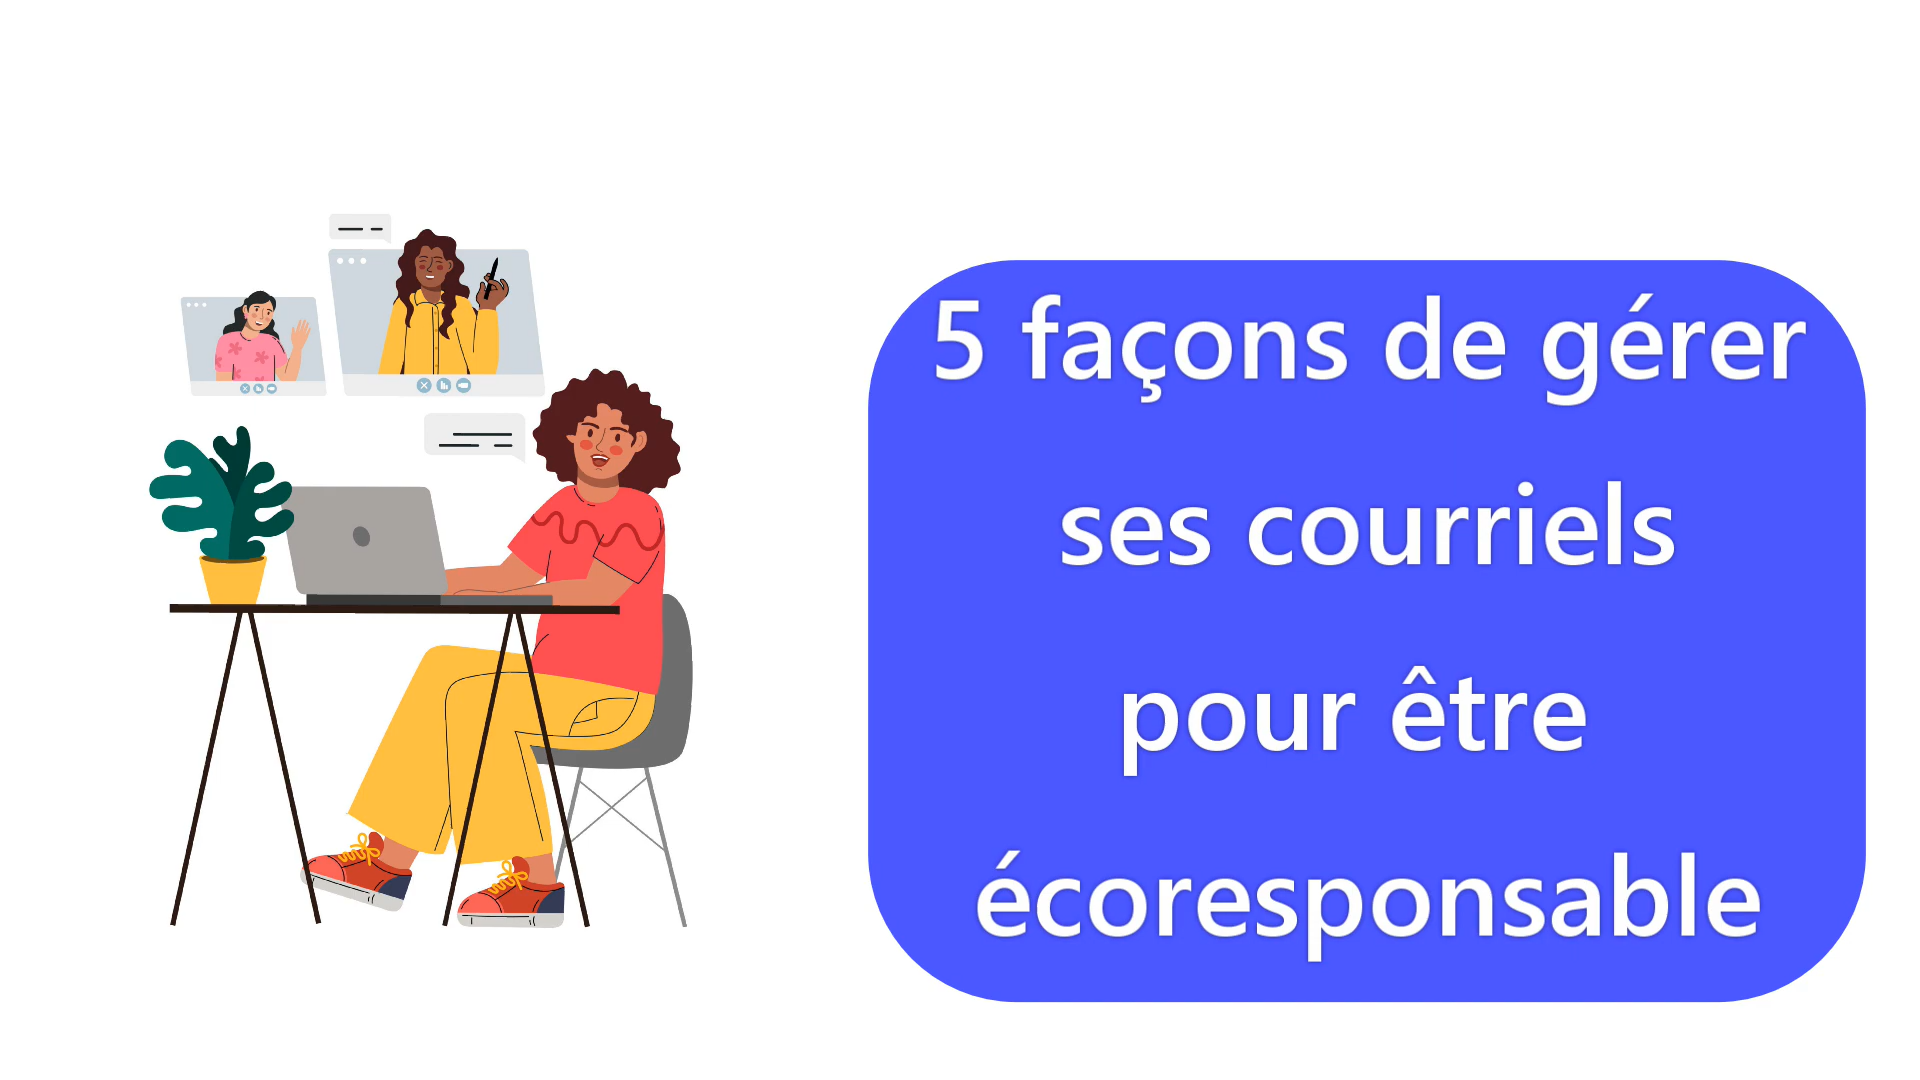 5 façons de gérer
ses courriels
pour être
écoresponsable